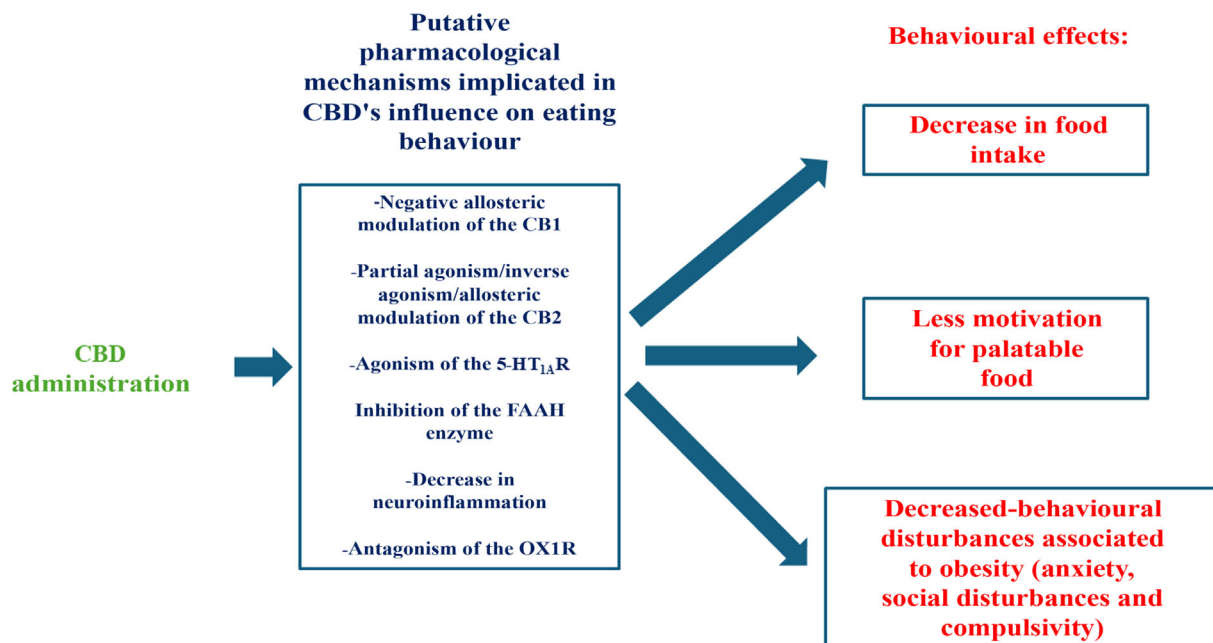 CBD
administration
Putative
pharmacological
mechanisms implicated in
CBD's influence on eating
behaviour
-Negative allosteric
modulation of the CB1
-Partial agonism/inverse
agonism/allosteric
modulation of the CB2
-Agonism of the 5-HT₁ₐR
Inhibition of the FAAH
enzyme
-Decrease in
neuroinflammation
-Antagonism of the OX1R
Behavioural effects:
Decrease in food
intake
Less motivation
for palatable
food
Decreased-behavioural
disturbances associated
to obesity (anxiety,
social disturbances and
compulsivity)